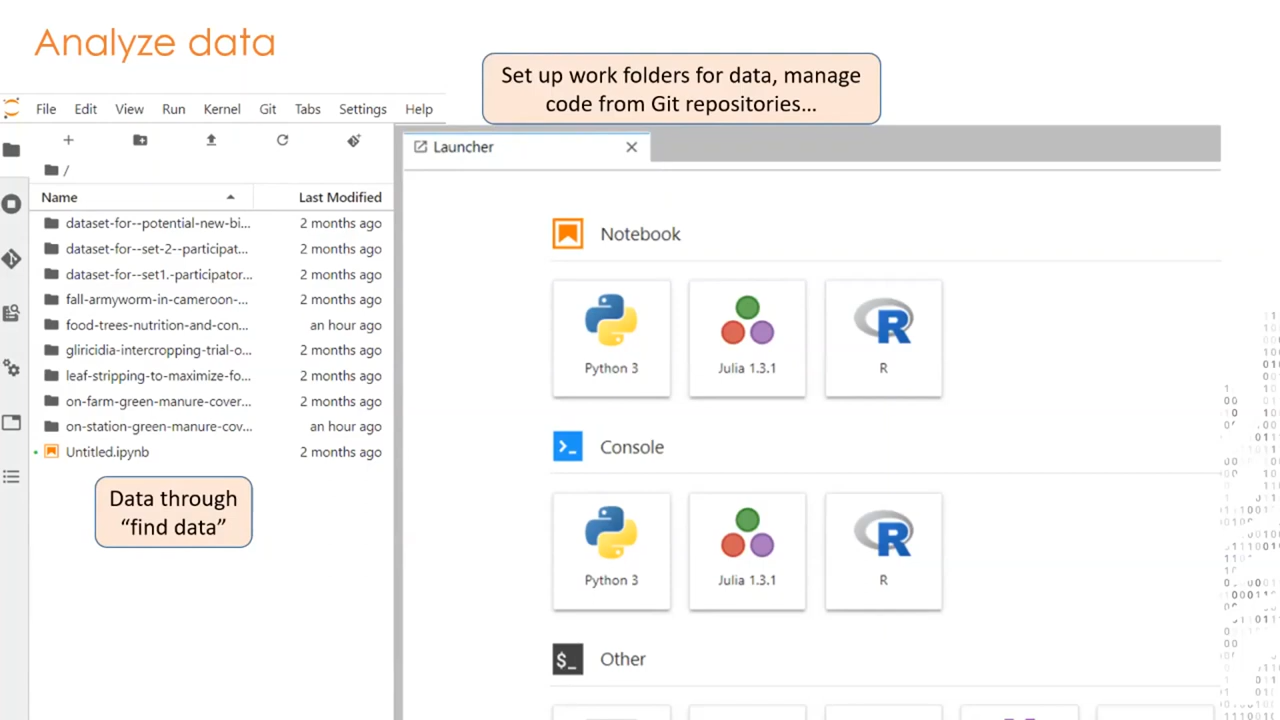 Analyze data
Set up work folders for data, manage
code from Git repositories...
File Edit View Run Kernel Git Tabs Settings Help
Launcher
/
Name Last Modified
dataset-for--potential-new-bi... 2 months ago
dataset-for--set-2--participat... 2 months ago
dataset-for--set1.-participator... 2 months ago
fall-armyworm-in-cameroon-... 2 months ago
food-trees-nutrition-and-con... an hour ago
gliricidia-intercropping-trial-o... 2 months ago
leaf-stripping-to-maximize-fo... 2 months ago
on-farm-green-manure-cover... 2 months ago
on-station-green-manure-cov... an hour ago
Untitled.ipynb 2 months ago
Data through
“find data”
Notebook
Python 3 Julia 1.3.1 R
Console
Python 3 Julia 1.3.1 R
$_ Other